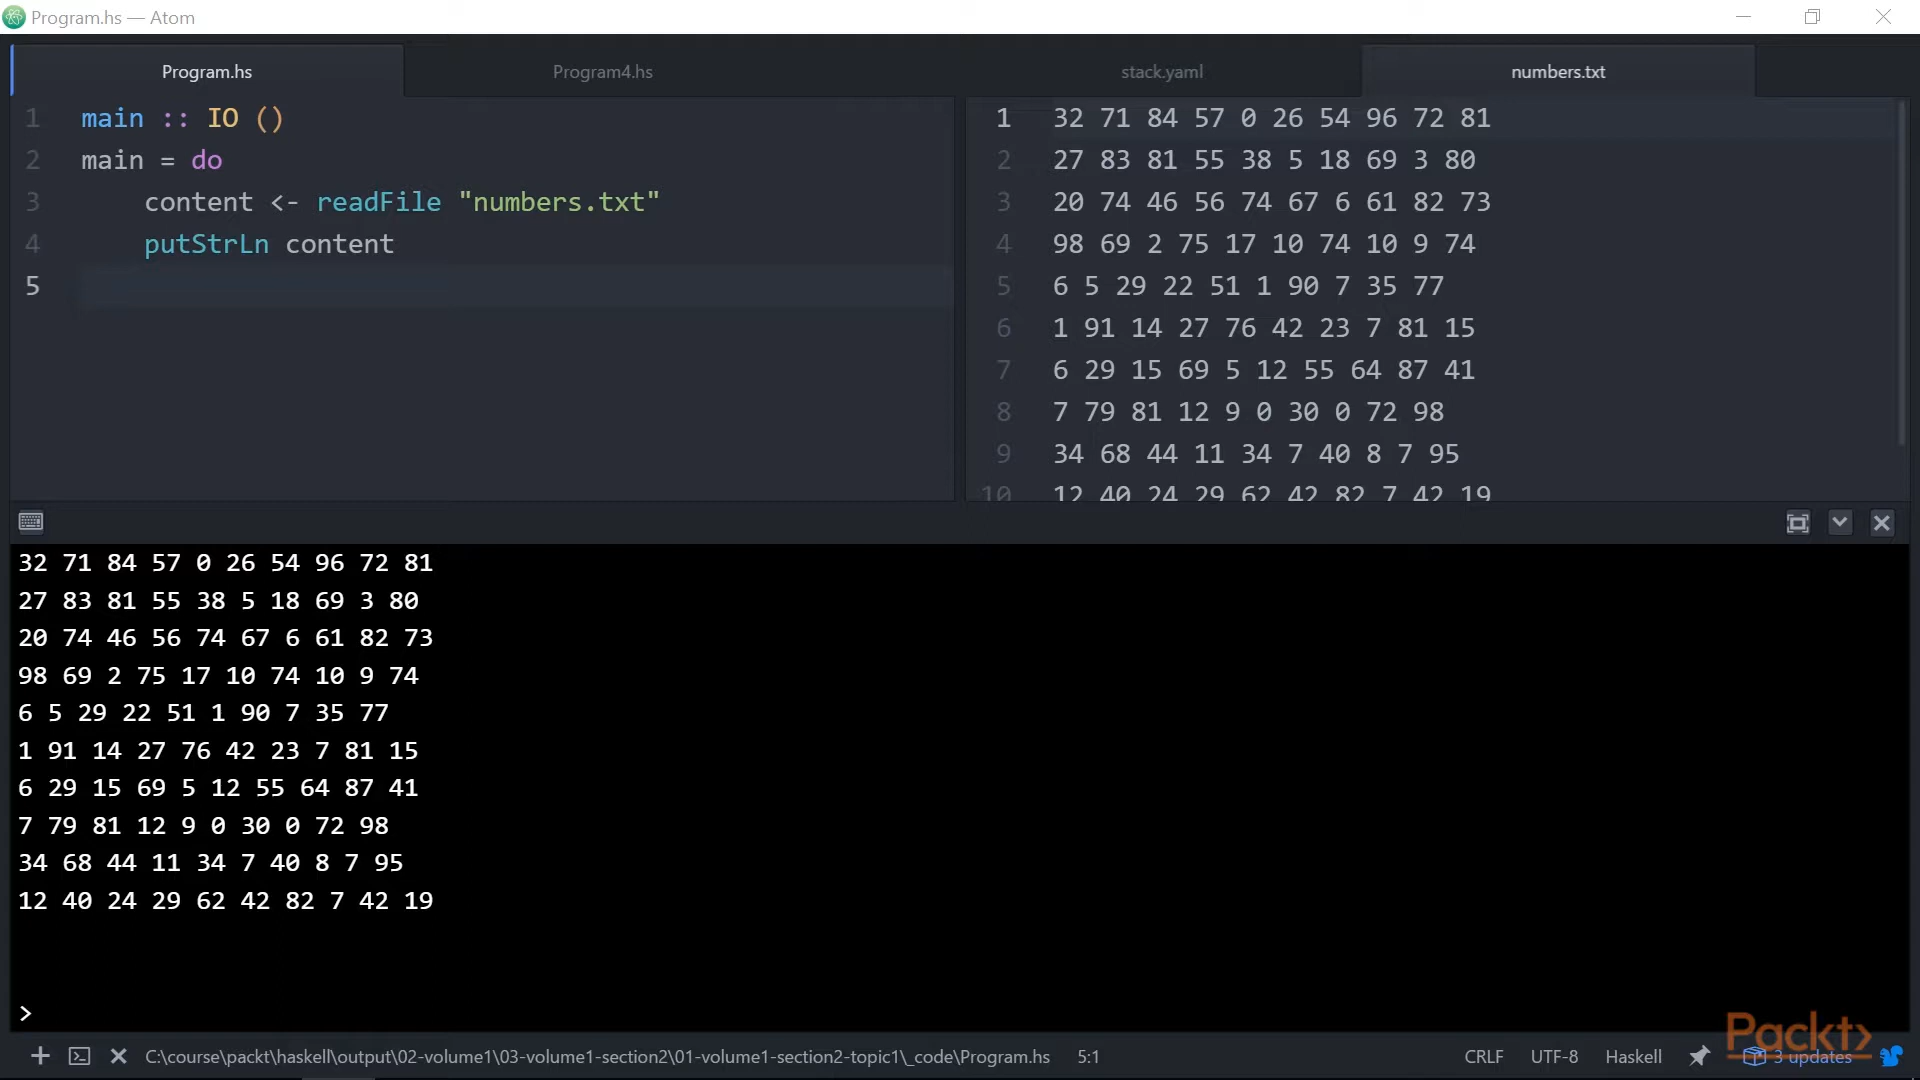 Program.hs — Atom
Program.hs
Program4.hs
stack.yaml
numbers.txt
1 main :: IO ()
2 main = do
3 content <- readFile "numbers.txt"
4 putStrLn content
5
1 32 71 84 57 0 26 54 96 72 81
2 27 83 81 55 38 5 18 69 3 80
3 20 74 46 56 74 67 6 61 82 73
4 98 69 2 75 17 10 74 10 9 74
5 6 5 29 22 51 1 90 7 35 77
6 1 91 14 27 76 42 23 7 81 15
7 6 29 15 69 5 12 55 64 87 41
8 7 79 81 12 9 0 30 0 72 98
9 34 68 44 11 34 7 40 8 7 95
10 12 40 24 29 62 42 82 7 42 19
32 71 84 57 0 26 54 96 72 81
27 83 81 55 38 5 18 69 3 80
20 74 46 56 74 67 6 61 82 73
98 69 2 75 17 10 74 10 9 74
6 5 29 22 51 1 90 7 35 77
1 91 14 27 76 42 23 7 81 15
6 29 15 69 5 12 55 64 87 41
7 79 81 12 9 0 30 0 72 98
34 68 44 11 34 7 40 8 7 95
12 40 24 29 62 42 82 7 42 19
>
Packt>
C:\course\packt\haskell\output\02-volume1\03-volume1-section2\01-volume1-section2-topic1\_code\Program.hs 5:1
CRLF UTF-8 Haskell 3 updates